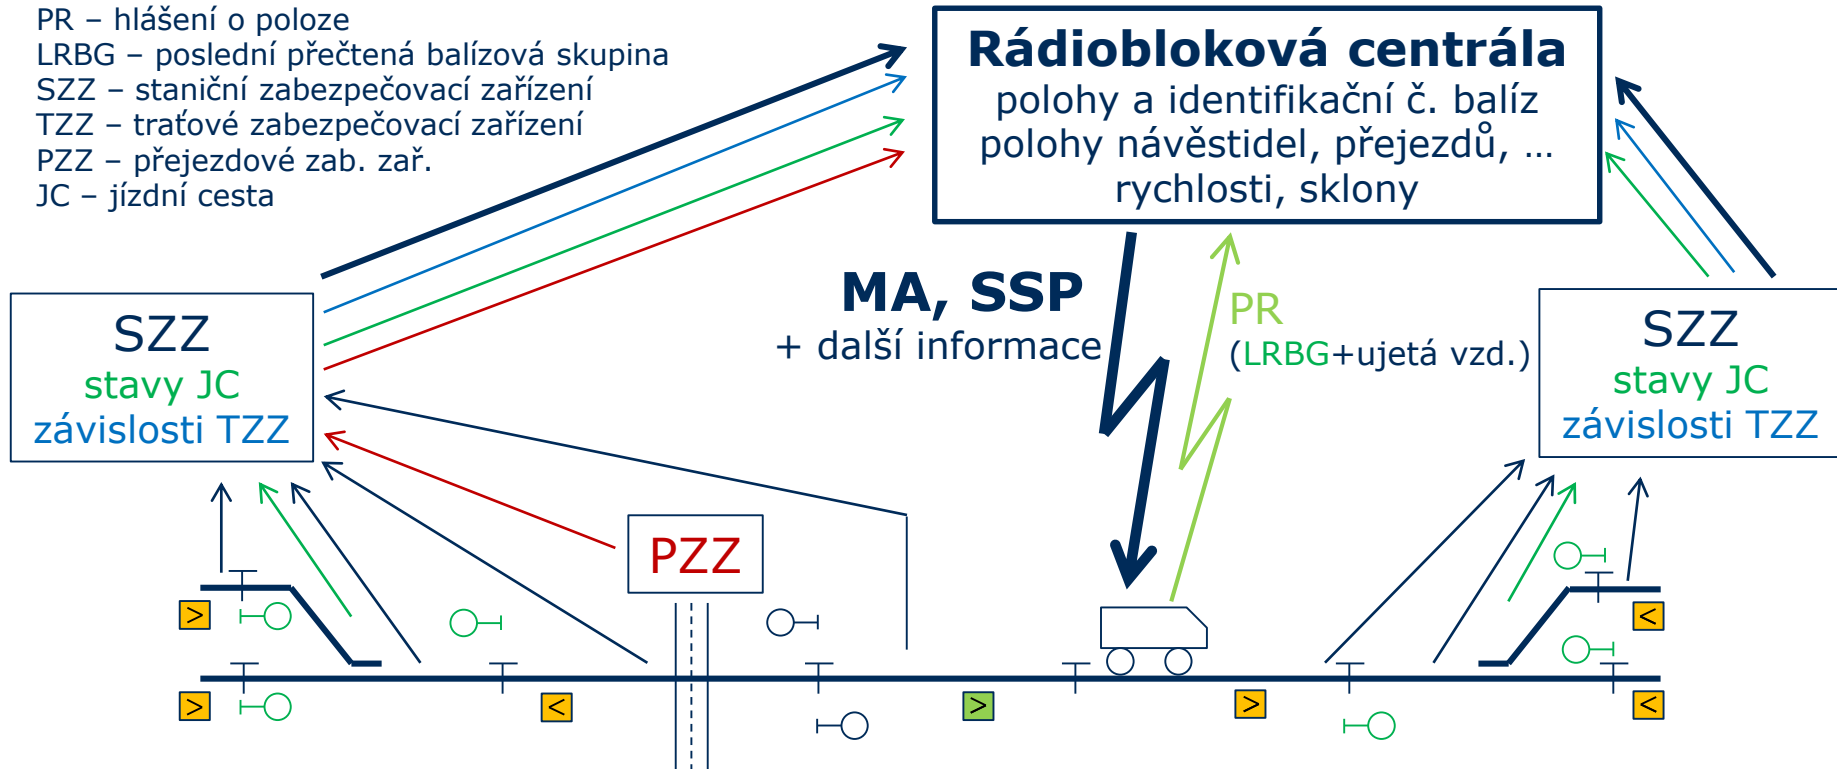 PR – hlášení o poloze
LRBG – poslední přečtená balízová skupina
SZZ – staniční zabezpečovací zařízení
TZZ – traťové zabezpečovací zařízení
PZZ – přejezdové zab. zař.
JC – jízdní cesta
Rádiobloková centrála
polohy a identifikační č. balíz
polohy návěstidel, přejezdů, ...
rychlosti, sklony
MA, SSP
+ další informace
PR
(LRBG+ujetá vzd.)
SZZ
stavy JC
závislosti TZZ
SZZ
stavy JC
závislosti TZZ
PZZ
>
<
>
<
>
>
<